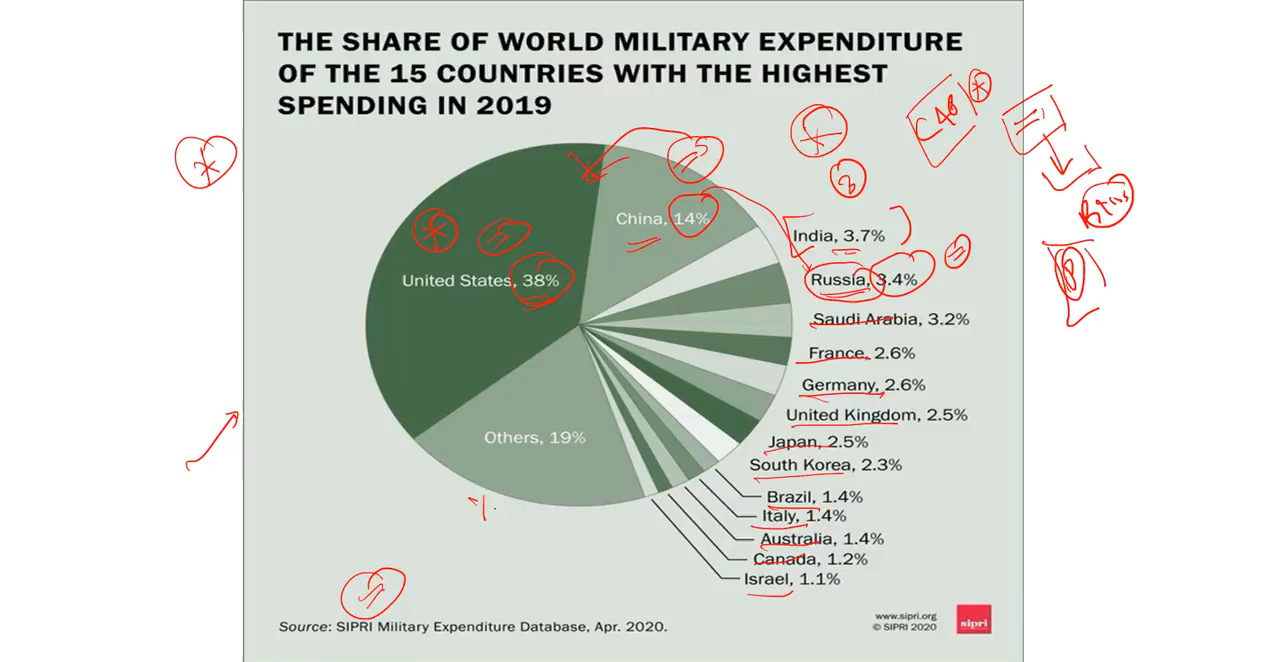 THE SHARE OF WORLD MILITARY EXPENDITURE
OF THE 15 COUNTRIES WITH THE HIGHEST
SPENDING IN 2019
China, 14%
India, 3.7%
United States, 38%
Russia, 3.4%
Saudi Arabia, 3.2%
France, 2.6%
Germany, 2.6%
United Kingdom, 2.5%
Japan, 2.5%
Others, 19%
South Korea, 2.3%
Brazil, 1.4%
Italy, 1.4%
Australia, 1.4%
Canada, 1.2%
Israel, 1.1%
Source: SIPRI Military Expenditure Database, Apr. 2020.
www.sipri.org
© SIPRI 2020
sipri